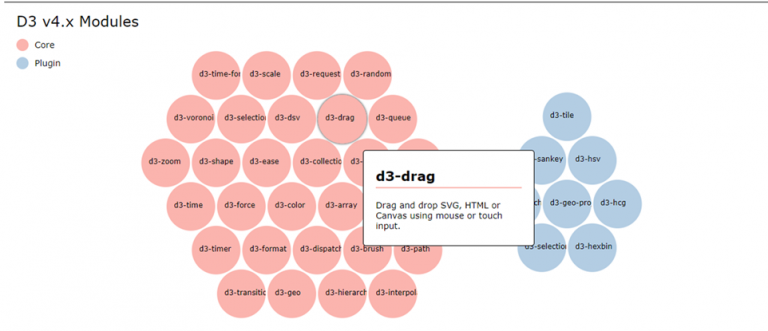 D3 v4.x Modules
Core
Plugin
d3-time-for
d3-scale
d3-request
d3-random
d3-voronoi
d3-selection
d3-dsv
d3-drag
d3-queue
d3-tile
d3-zoom
d3-shape
d3-ease
d3-collectic
d3-
sankey
d3-hsv
d3-drag
Drag and drop SVG, HTML or
Canvas using mouse or touch
input.
d3-time
d3-force
d3-color
d3-array
ch
d3-geo-pro
d3-hcg
d3-timer
d3-format
d3-dispatch
d3-brush
d3-path
d3-selection
d3-hexbin
d3-transitic
d3-geo
d3-hierarch
d3-interpol